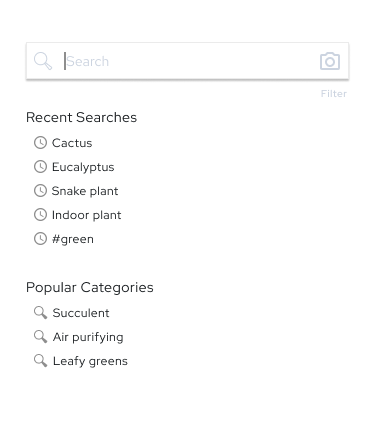 Search
Filter
Recent Searches
Cactus
Eucalyptus
Snake plant
Indoor plant
#green
Popular Categories
Succulent
Air purifying
Leafy greens